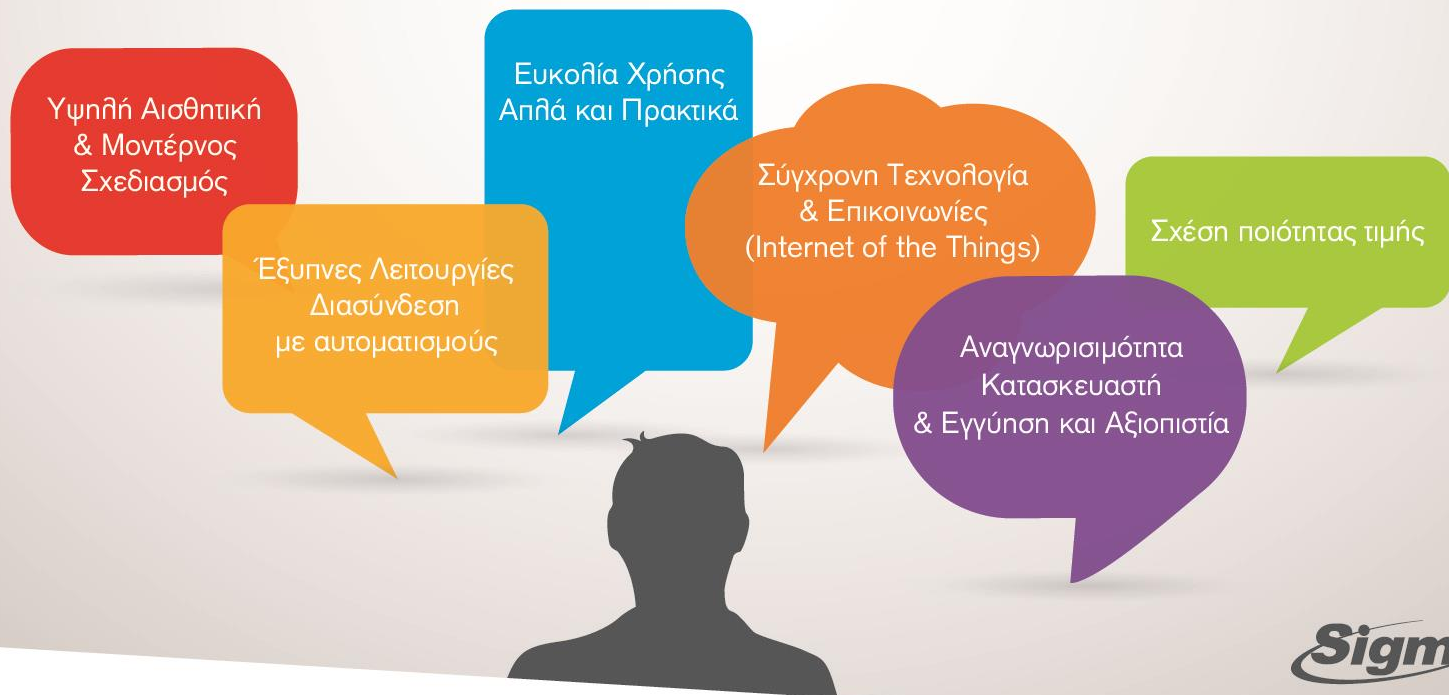 Υψηλή Αισθητική
& Μοντέρνος
Σχεδιασμός
Έξυπνες Λειτουργίες
Διασύνδεση
με αυτοματισμούς
Ευκολία Χρήσης
Απλά και Πρακτικά
Σύγχρονη Τεχνολογία
& Επικοινωνίες
(Internet of the Things)
Αναγνωρισιμότητα
Κατασκευαστή
& Εγγύηση και Αξιοπιστία
Σχέση ποιότητας τιμής
Sigm